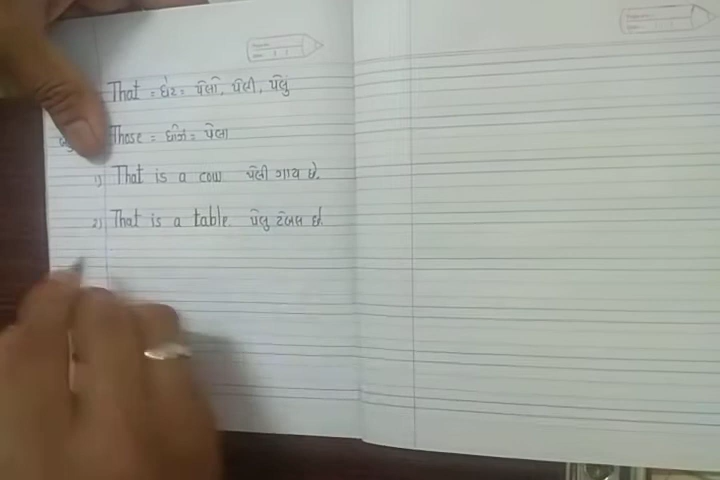 That = ધેટ = પેલો, પેલી, પેલું
Those = ધોઝ = પેલા
1) That is a cow પેલી ગાય છે.
2) That is a table. પેલુ ટેબલ છે.